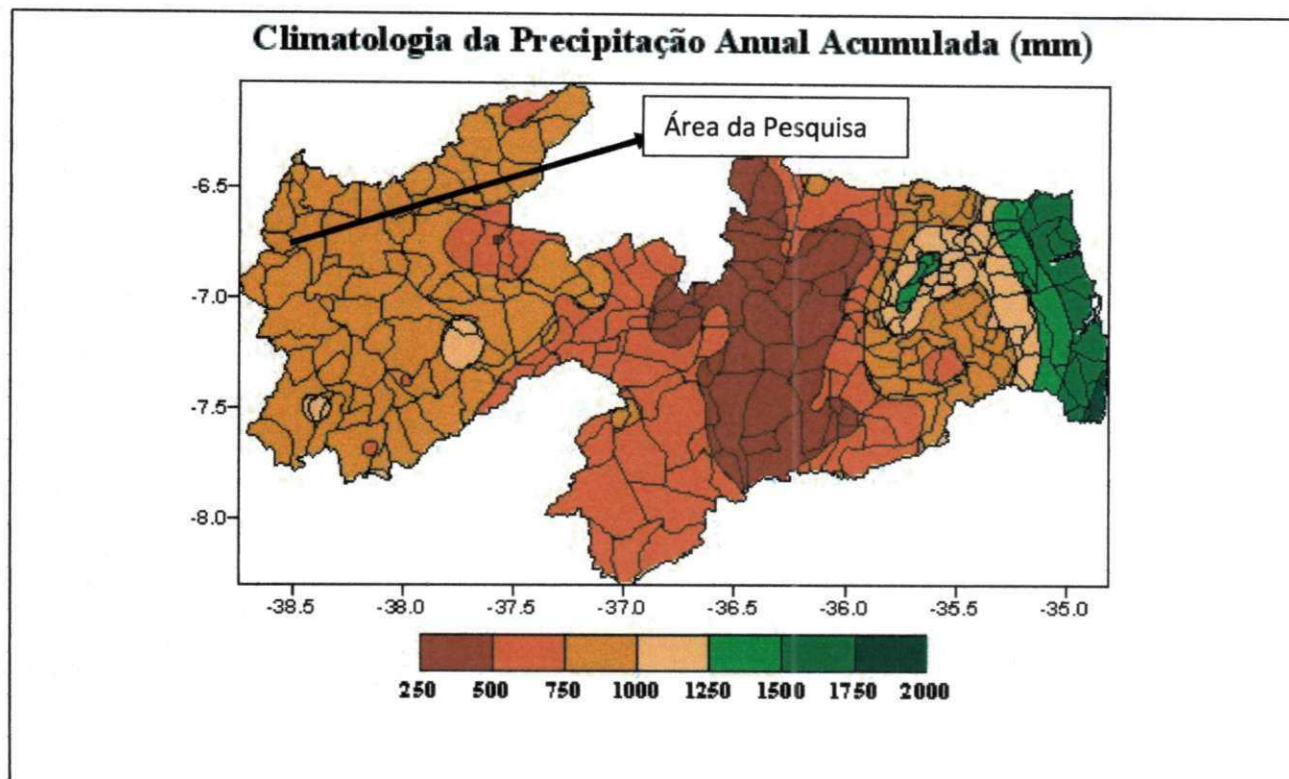 Climatologia da Precipitação Anual Acumulada (mm)
Área da Pesquisa
-6.5
-7.0
-7.5
-8.0
-38.5 -38.0 -37.5 -37.0 -36.5 -36.0 -35.5 -35.0
250 500 750 1000 1250 1500 1750 2000